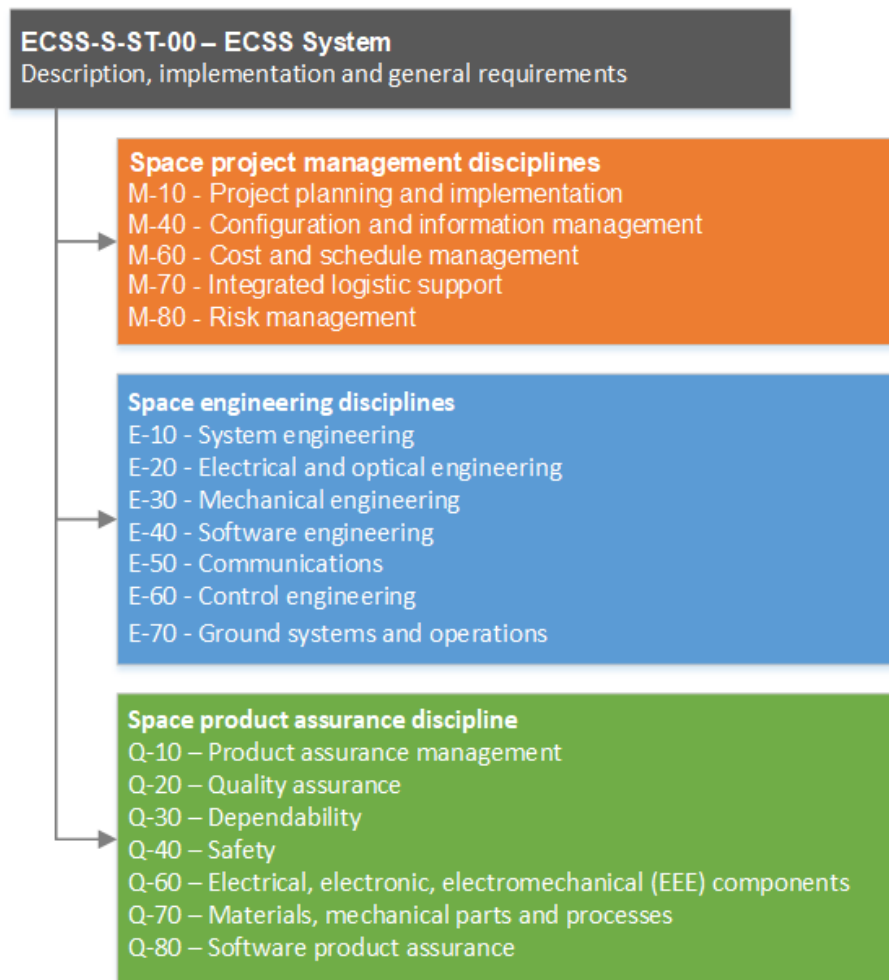 ECSS-S-ST-00 – ECSS System
Description, implementation and general requirements
Space project management disciplines
M-10 - Project planning and implementation
M-40 - Configuration and information management
M-60 - Cost and schedule management
M-70 - Integrated logistic support
M-80 - Risk management
Space engineering disciplines
E-10 - System engineering
E-20 - Electrical and optical engineering
E-30 - Mechanical engineering
E-40 - Software engineering
E-50 - Communications
E-60 - Control engineering
E-70 - Ground systems and operations
Space product assurance discipline
Q-10 – Product assurance management
Q-20 – Quality assurance
Q-30 – Dependability
Q-40 – Safety
Q-60 – Electrical, electronic, electromechanical (EEE) components
Q-70 – Materials, mechanical parts and processes
Q-80 – Software product assurance